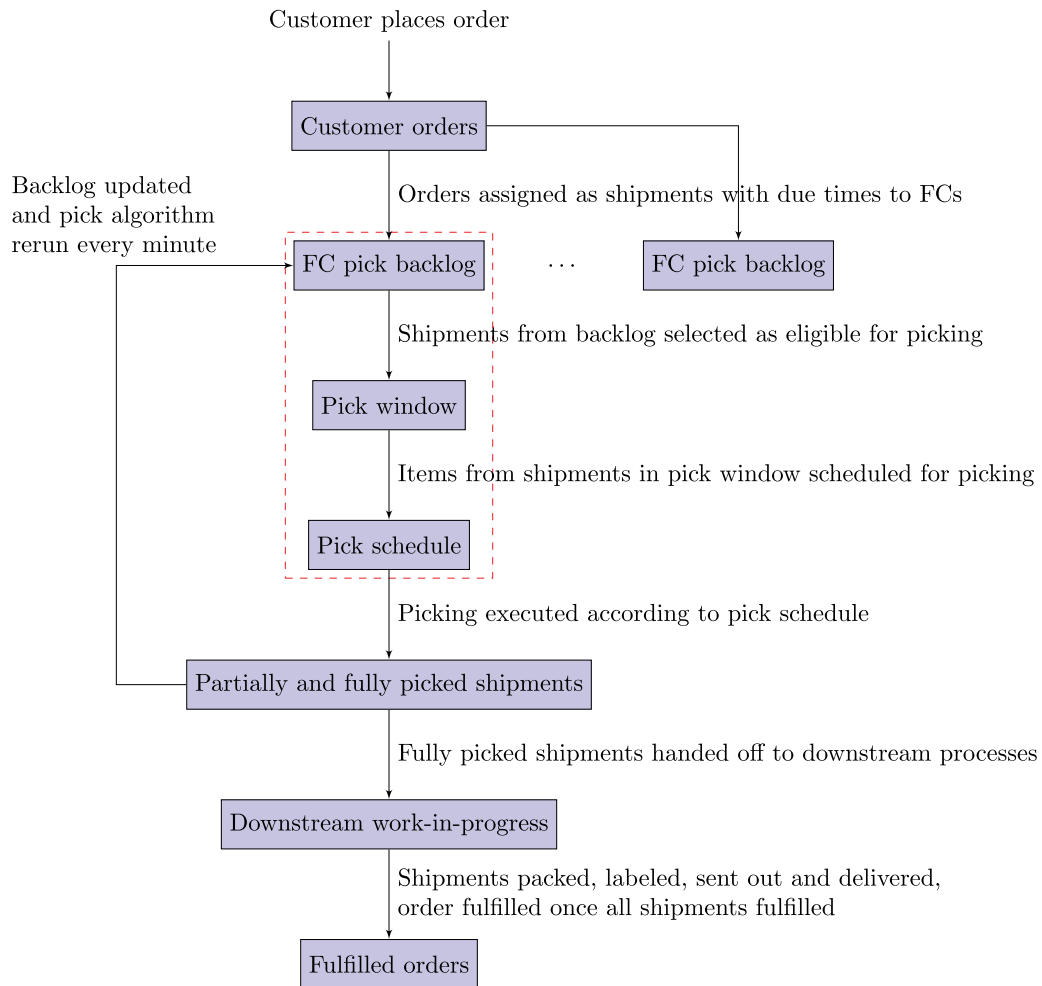 Customer places order
Customer orders
Orders assigned as shipments with due times to FCs
Backlog updated
and pick algorithm
rerun every minute
FC pick backlog
...
FC pick backlog
Shipments from backlog selected as eligible for picking
Pick window
Items from shipments in pick window scheduled for picking
Pick schedule
Picking executed according to pick schedule
Partially and fully picked shipments
Fully picked shipments handed off to downstream processes
Downstream work-in-progress
Shipments packed, labeled, sent out and delivered,
order fulfilled once all shipments fulfilled
Fulfilled orders